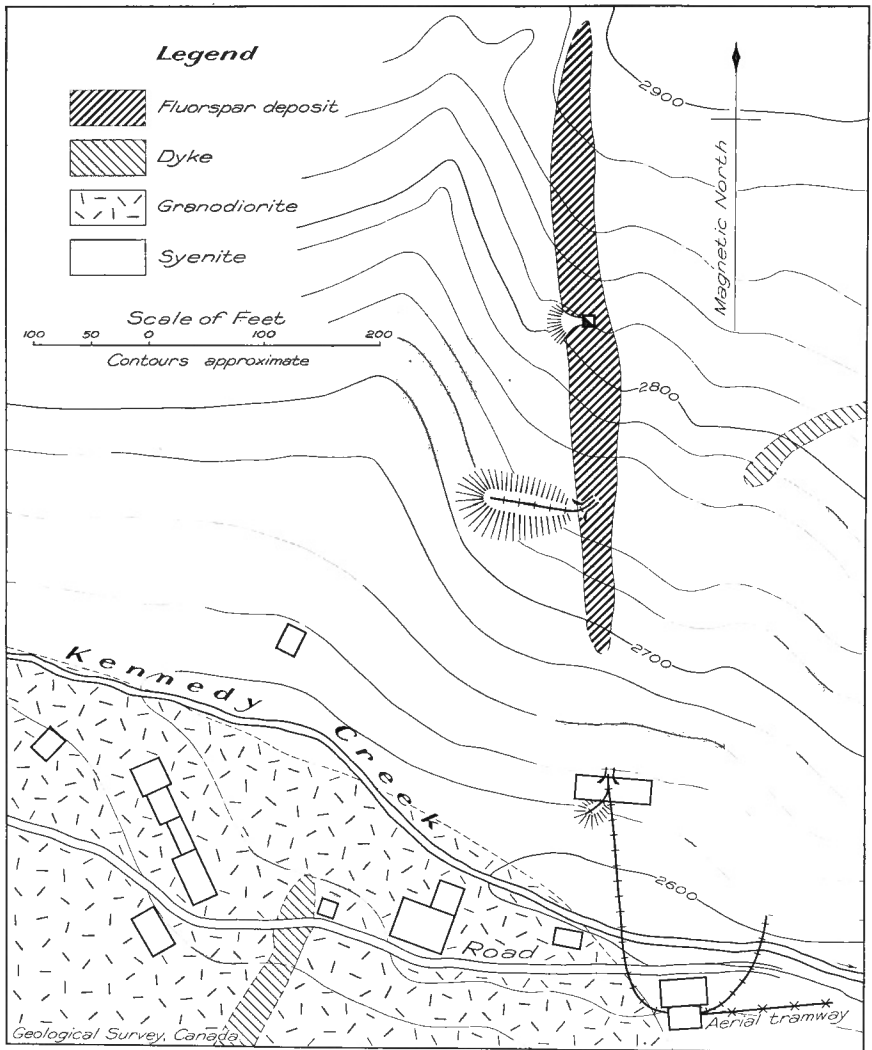 Legend
Fluorspar deposit
Dyke
Granodiorite
Syenite
Scale of Feet
100 50 0 100 200
Contours approximate
2900
Magnetic North
2800
2700
Kennedy Creek
2600
Road
Aerial tramway
Geological Survey, Canada